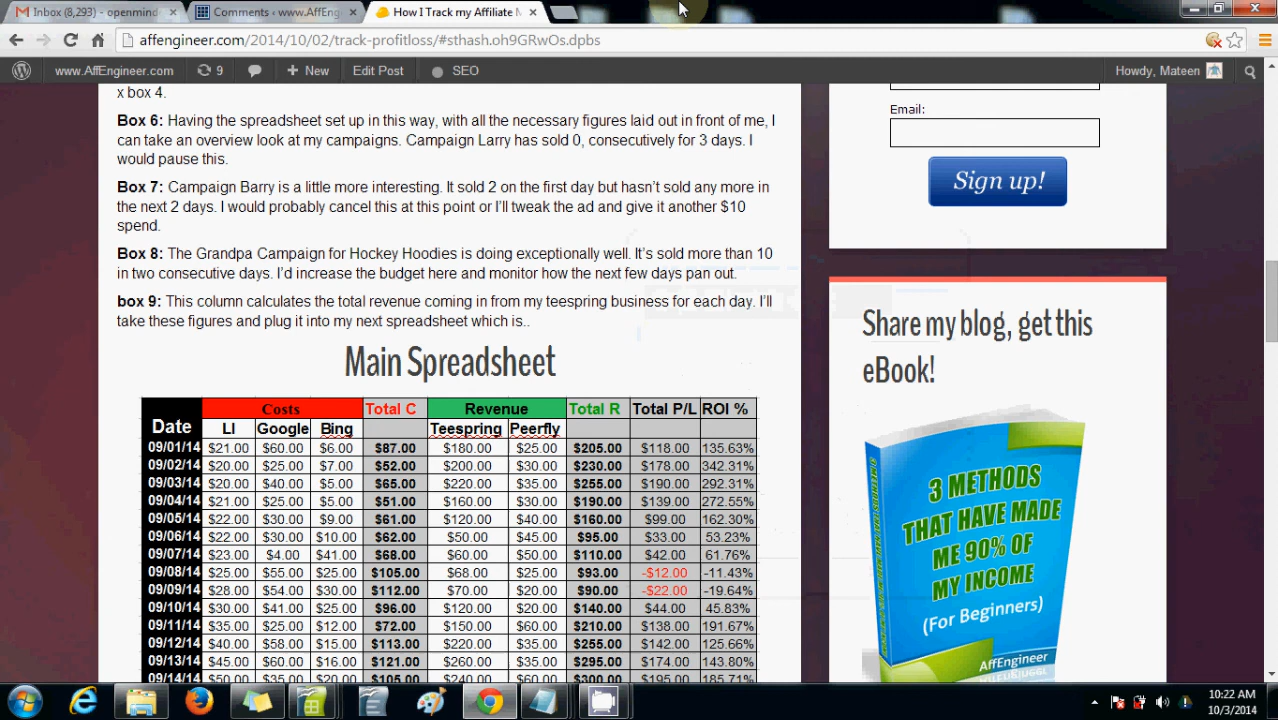 Inbox (8,293) - openmind
Comments ‹ www.AffEng
How I Track my Affiliate M
affengineer.com/2014/10/02/track-profitloss/#sthash.oh9GRwOs.dpbs
www.AffEngineer.com 9 New Edit Post SEO Howdy, Mateen
x box 4.
Box 6: Having the spreadsheet set up in this way, with all the necessary figures laid out in front of me, I
can take an overview look at my campaigns. Campaign Larry has sold 0, consecutively for 3 days. I
would pause this.
Box 7: Campaign Barry is a little more interesting. It sold 2 on the first day but hasn't sold any more in
the next 2 days. I would probably cancel this at this point or I'll tweak the ad and give it another $10
spend.
Box 8: The Grandpa Campaign for Hockey Hoodies is doing exceptionally well. It's sold more than 10
in two consecutive days. I'd increase the budget here and monitor how the next few days pan out.
box 9: This column calculates the total revenue coming in from my teespring business for each day. I'll
take these figures and plug it into my next spreadsheet which is..
Main Spreadsheet
Costs Total C Revenue Total R Total P/L ROI %
Date LI Google Bing Teespring Peerfly
09/01/14 $21.00 $60.00 $6.00 $87.00 $180.00 $25.00 $205.00 $118.00 135.63%
09/02/14 $20.00 $25.00 $7.00 $52.00 $200.00 $30.00 $230.00 $178.00 342.31%
09/03/14 $20.00 $30.00 $5.00 $65.00 $220.00 $35.00 $255.00 $190.00 292.31%
09/04/14 $21.00 $25.00 $5.00 $51.00 $160.00 $30.00 $190.00 $139.00 272.55%
09/05/14 $22.00 $30.00 $9.00 $61.00 $120.00 $40.00 $160.00 $99.00 162.30%
09/06/14 $22.00 $30.00 $10.00 $62.00 $50.00 $45.00 $95.00 $33.00 53.23%
09/07/14 $23.00 $4.00 $41.00 $68.00 $60.00 $50.00 $110.00 $42.00 61.76%
09/08/14 $25.00 $55.00 $25.00 $105.00 $68.00 $25.00 $93.00 -$12.00 -11.43%
09/09/14 $28.00 $54.00 $30.00 $112.00 $70.00 $20.00 $90.00 -$22.00 -19.64%
09/10/14 $30.00 $41.00 $25.00 $96.00 $120.00 $20.00 $140.00 $44.00 45.83%
09/11/14 $35.00 $25.00 $12.00 $72.00 $150.00 $60.00 $210.00 $138.00 191.67%
09/12/14 $40.00 $58.00 $15.00 $113.00 $220.00 $35.00 $255.00 $142.00 125.66%
09/13/14 $45.00 $60.00 $16.00 $121.00 $260.00 $35.00 $295.00 $174.00 143.80%
09/14/14 $50.00 $35.00 $20.00 $105.00 $240.00 $60.00 $300.00 $195.00 185.71%
Email:
Sign up!
Share my blog, get this
eBook!
3 METHODS
THAT HAVE MADE
ME 90% OF
MY INCOME
(For Beginners)
AffEngineer
10:22 AM
10/3/2014